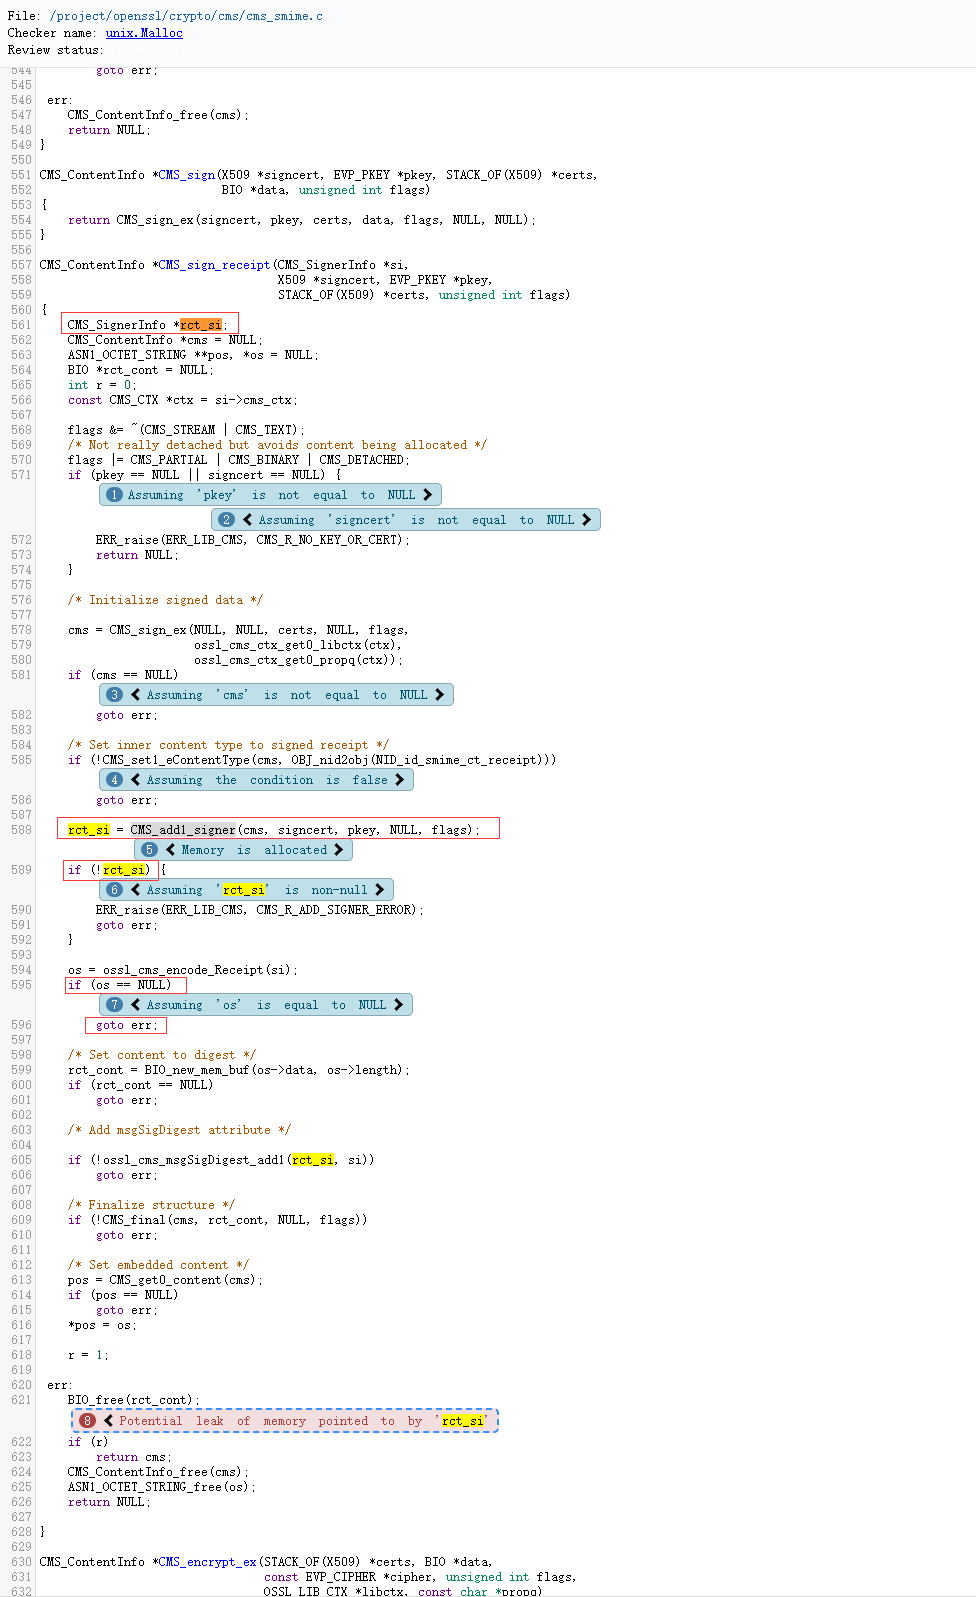 File: /project/openssl/crypto/cms/cms_smime.c
Checker name: unix.Malloc
Review status:
544 goto err;
545
546 err:
547 CMS_ContentInfo_free(cms);
548 return NULL;
549 }
550
551 CMS_ContentInfo *CMS_sign(X509 *signcert, EVP_PKEY *pkey, STACK_OF(X509) *certs,
552 BIO *data, unsigned int flags)
553 {
554 return CMS_sign_ex(signcert, pkey, certs, data, flags, NULL, NULL);
555 }
556
557 CMS_ContentInfo *CMS_sign_receipt(CMS_SignerInfo *si,
558 X509 *signcert, EVP_PKEY *pkey,
559 STACK_OF(X509) *certs, unsigned int flags)
560 {
561 CMS_SignerInfo *rct_si;
562 CMS_ContentInfo *cms = NULL;
563 ASN1_OCTET_STRING **pos, *os = NULL;
564 BIO *rct_cont = NULL;
565 int r = 0;
566 const CMS_CTX *ctx = si->cms_ctx;
567
568 flags &= ~(CMS_STREAM | CMS_TEXT);
569 /* Not really detached but avoids content being allocated */
570 flags |= CMS_PARTIAL | CMS_BINARY | CMS_DETACHED;
571 if (pkey == NULL || signcert == NULL) {
1 Assuming 'pkey' is not equal to NULL ❯
2 ❮ Assuming 'signcert' is not equal to NULL ❯
572 ERR_raise(ERR_LIB_CMS, CMS_R_NO_KEY_OR_CERT);
573 return NULL;
574 }
575
576 /* Initialize signed data */
577
578 cms = CMS_sign_ex(NULL, NULL, certs, NULL, flags,
579 ossl_cms_ctx_get0_libctx(ctx),
580 ossl_cms_ctx_get0_propq(ctx));
581 if (cms == NULL)
3 ❮ Assuming 'cms' is not equal to NULL ❯
582 goto err;
583
584 /* Set inner content type to signed receipt */
585 if (!CMS_set1_eContentType(cms, OBJ_nid2obj(NID_id_smime_ct_receipt)))
4 ❮ Assuming the condition is false ❯
586 goto err;
587
588 rct_si = CMS_add1_signer(cms, signcert, pkey, NULL, flags);
5 ❮ Memory is allocated ❯
589 if (!rct_si) {
6 ❮ Assuming 'rct_si' is non-null ❯
590 ERR_raise(ERR_LIB_CMS, CMS_R_ADD_SIGNER_ERROR);
591 goto err;
592 }
593
594 os = ossl_cms_encode_Receipt(si);
595 if (os == NULL)
7 ❮ Assuming 'os' is equal to NULL ❯
596 goto err;
597
598 /* Set content to digest */
599 rct_cont = BIO_new_mem_buf(os->data, os->length);
600 if (rct_cont == NULL)
601 goto err;
602
603 /* Add msgSigDigest attribute */
604
605 if (!ossl_cms_msgSigDigest_add1(rct_si, si))
606 goto err;
607
608 /* Finalize structure */
609 if (!CMS_final(cms, rct_cont, NULL, flags))
610 goto err;
611
612 /* Set embedded content */
613 pos = CMS_get0_content(cms);
614 if (pos == NULL)
615 goto err;
616 *pos = os;
617
618 r = 1;
619
620 err:
621 BIO_free(rct_cont);
8 ❮ Potential leak of memory pointed to by 'rct_si'
622 if (r)
623 return cms;
624 CMS_ContentInfo_free(cms);
625 ASN1_OCTET_STRING_free(os);
626 return NULL;
627
628 }
629
630 CMS_ContentInfo *CMS_encrypt_ex(STACK_OF(X509) *certs, BIO *data,
631 const EVP_CIPHER *cipher, unsigned int flags,
632 OSSL_LIB_CTX *libctx, const char *propq)